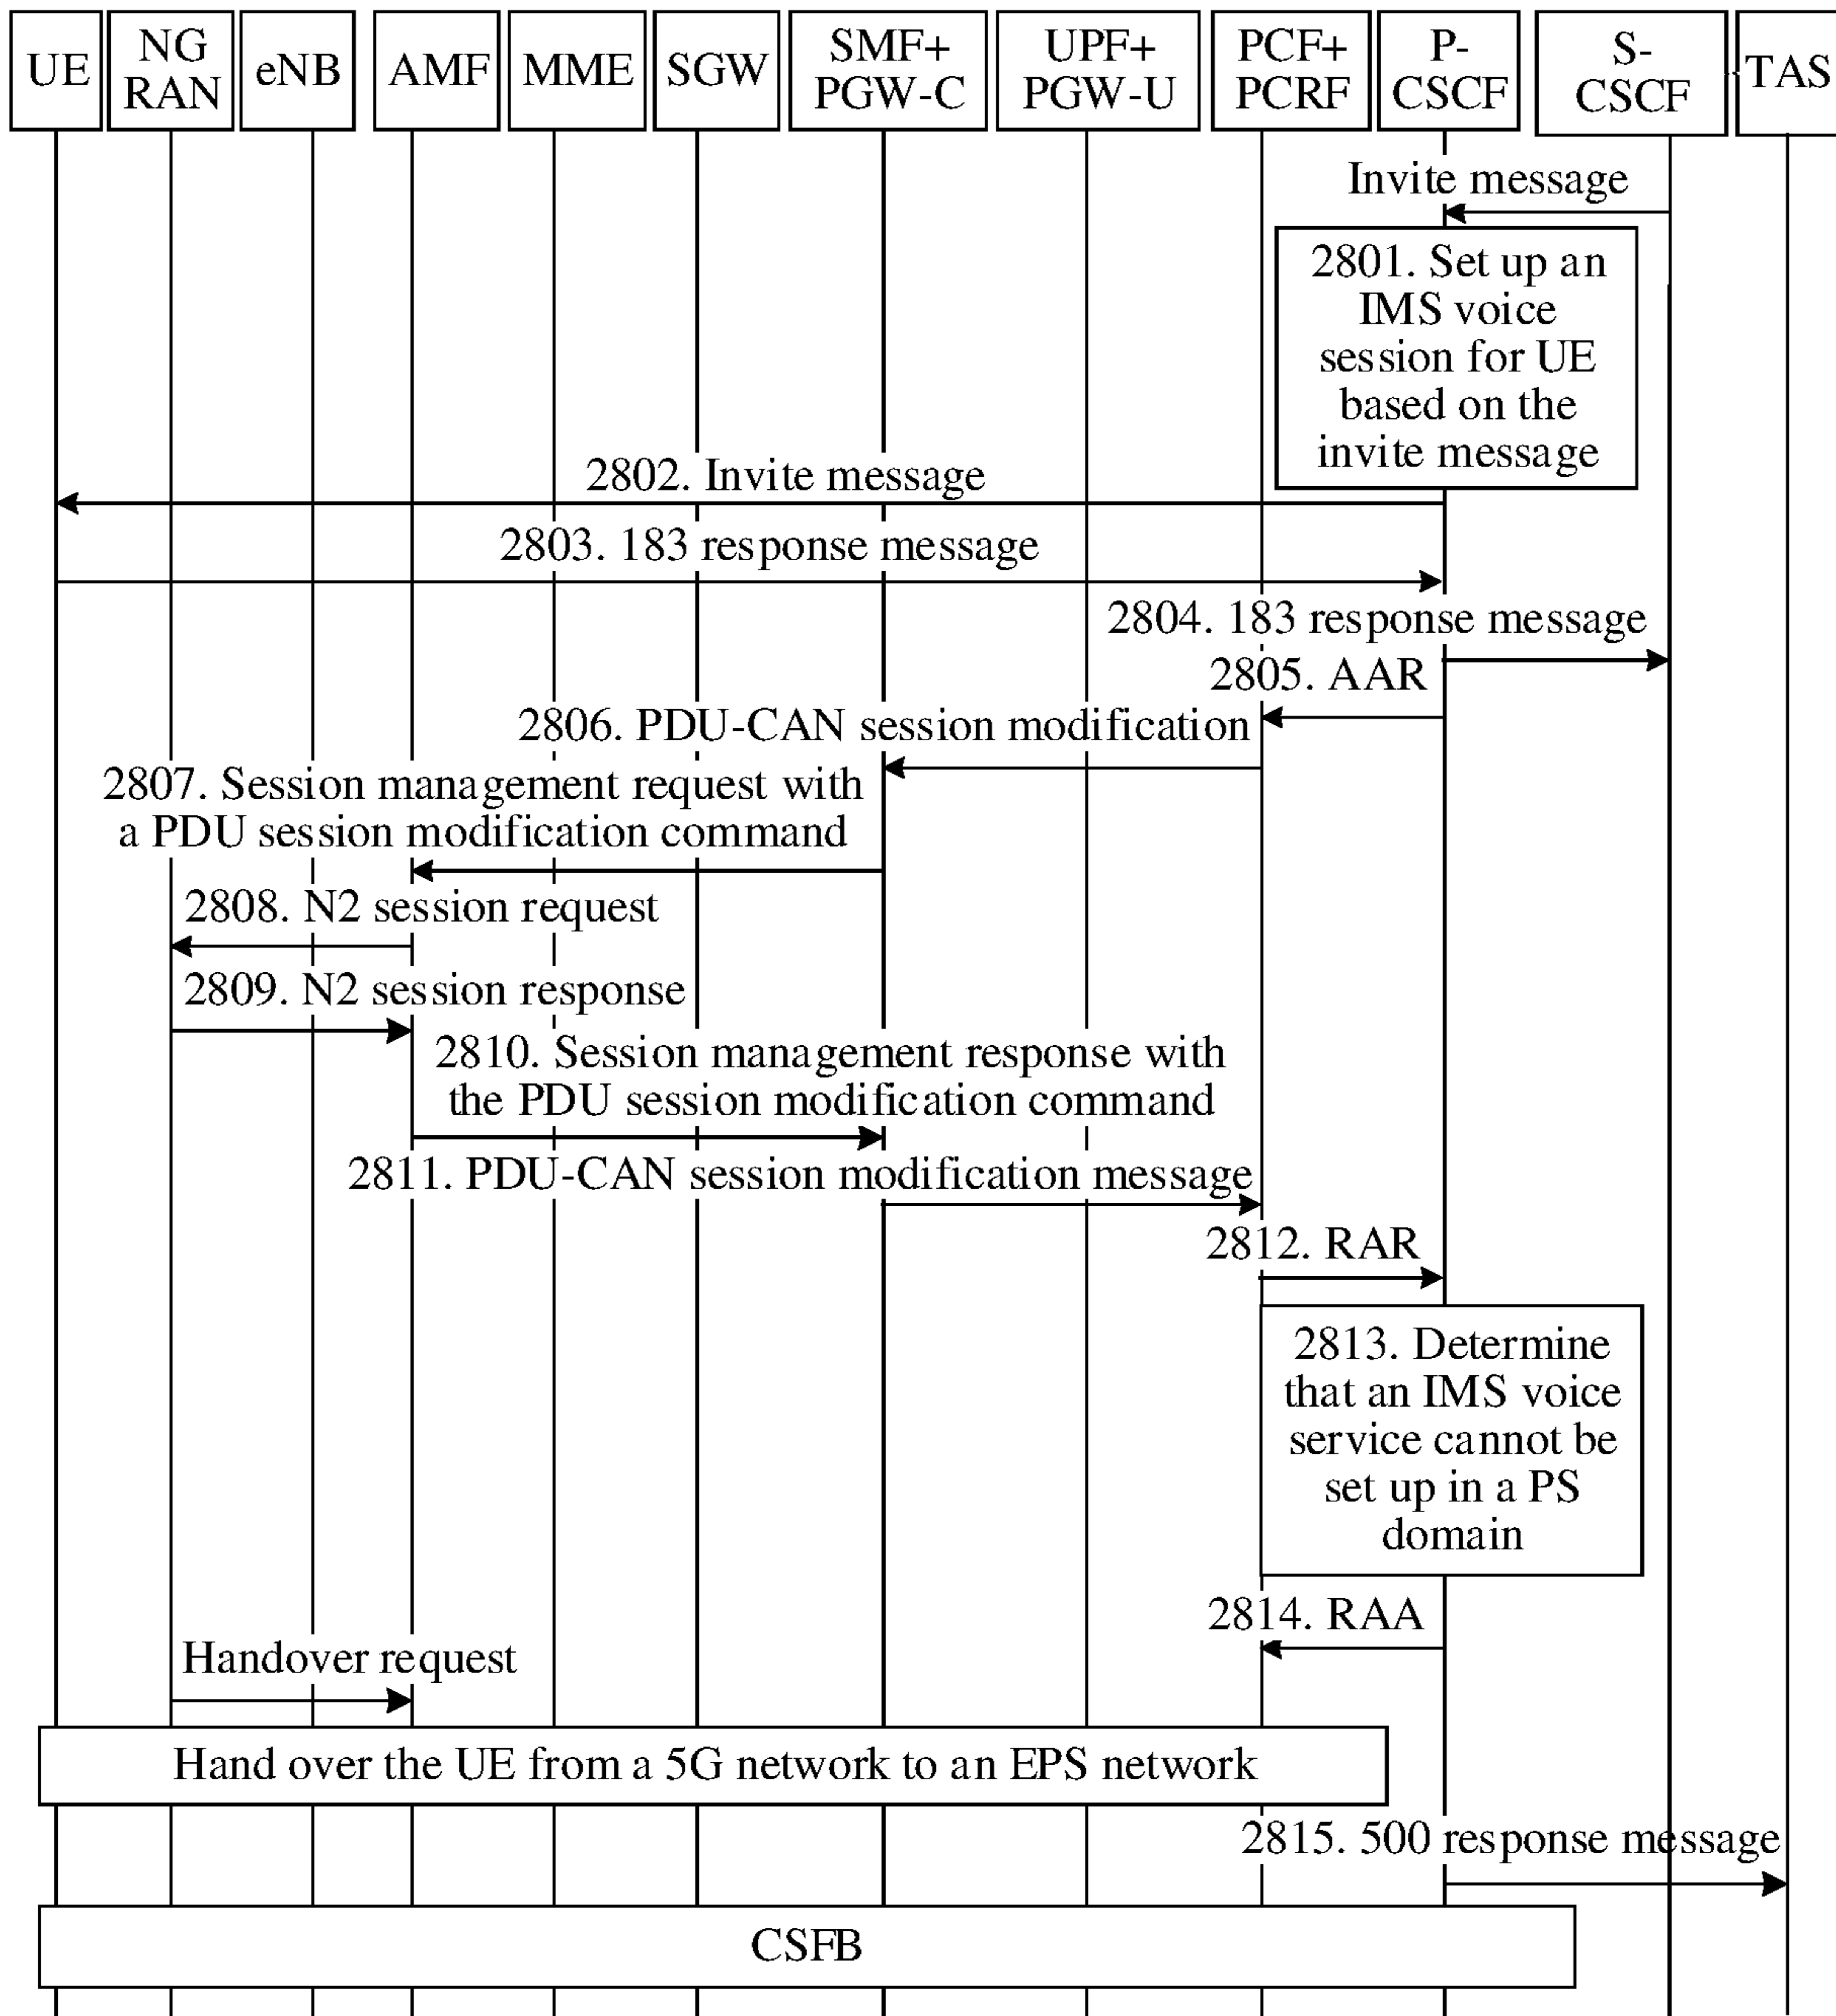 UE
NG
RAN
eNB
AMF
MME
SGW
SMF+
PGW-C
UPF+
PGW-U
PCF+
PCRF
P-
CSCF
S-
CSCF
TAS
Invite message
2801. Set up an
IMS voice
session for UE
based on the
invite message
2802. Invite message
2803. 183 response message
2804. 183 response message
2805. AAR
2806. PDU-CAN session modification
2807. Session management request with
a PDU session modification command
2808. N2 session request
2809. N2 session response
2810. Session management response with
the PDU session modification command
2811. PDU-CAN session modification message
2812. RAR
2813. Determine
that an IMS voice
service cannot be
set up in a PS
domain
2814. RAA
Handover request
Hand over the UE from a 5G network to an EPS network
2815. 500 response message
CSFB